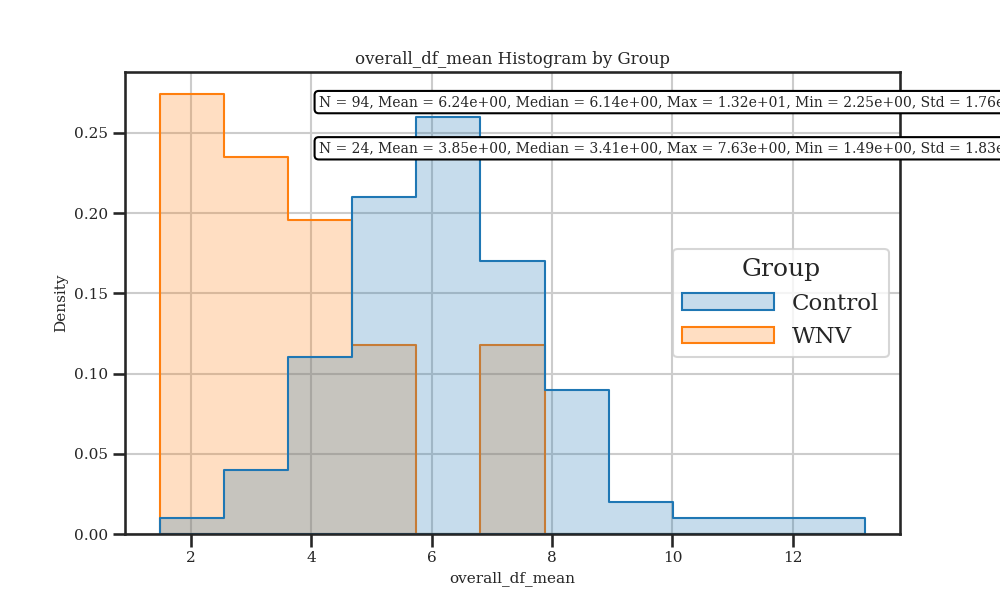 overall_df_mean Histogram by Group
N = 94, Mean = 6.24e+00, Median = 6.14e+00, Max = 1.32e+01, Min = 2.25e+00, Std = 1.76e
N = 24, Mean = 3.85e+00, Median = 3.41e+00, Max = 7.63e+00, Min = 1.49e+00, Std = 1.83e
0.25
0.20
0.15
0.10
0.05
0.00
Density
Group
Control
WNV
2 4 6 8 10 12
overall_df_mean